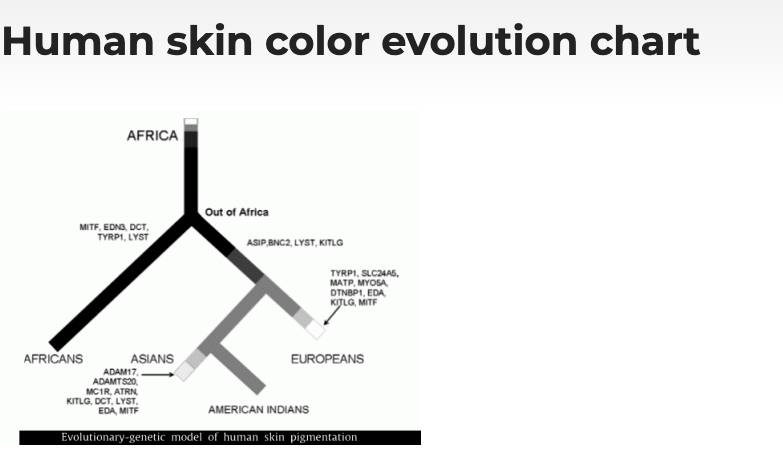 Human skin color evolution chart
AFRICA
Out of Africa
MITF, EDN3, DCT,
TYRP1, LYST
ASIP,BNC2, LYST, KITLG
TYRP1, SLC24A5,
MATP, MYO5A,
DTNBP1, EDA,
KITLG, MITF
AFRICANS
ASIANS
EUROPEANS
ADAM17,
ADAMTS20,
MC1R, ATRN,
KITLG, DCT, LYST,
EDA, MITF
AMERICAN INDIANS
Evolutionary-genetic model of human skin pigmentation